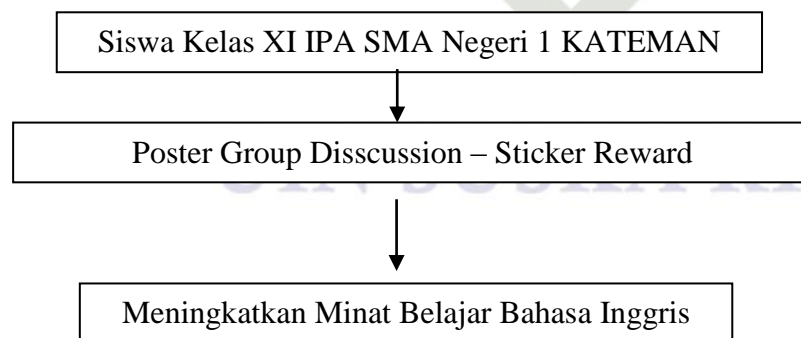 Siswa Kelas XI IPA SMA Negeri 1 KATEMAN
Poster Group Disscussion – Sticker Reward
Meningkatkan Minat Belajar Bahasa Inggris